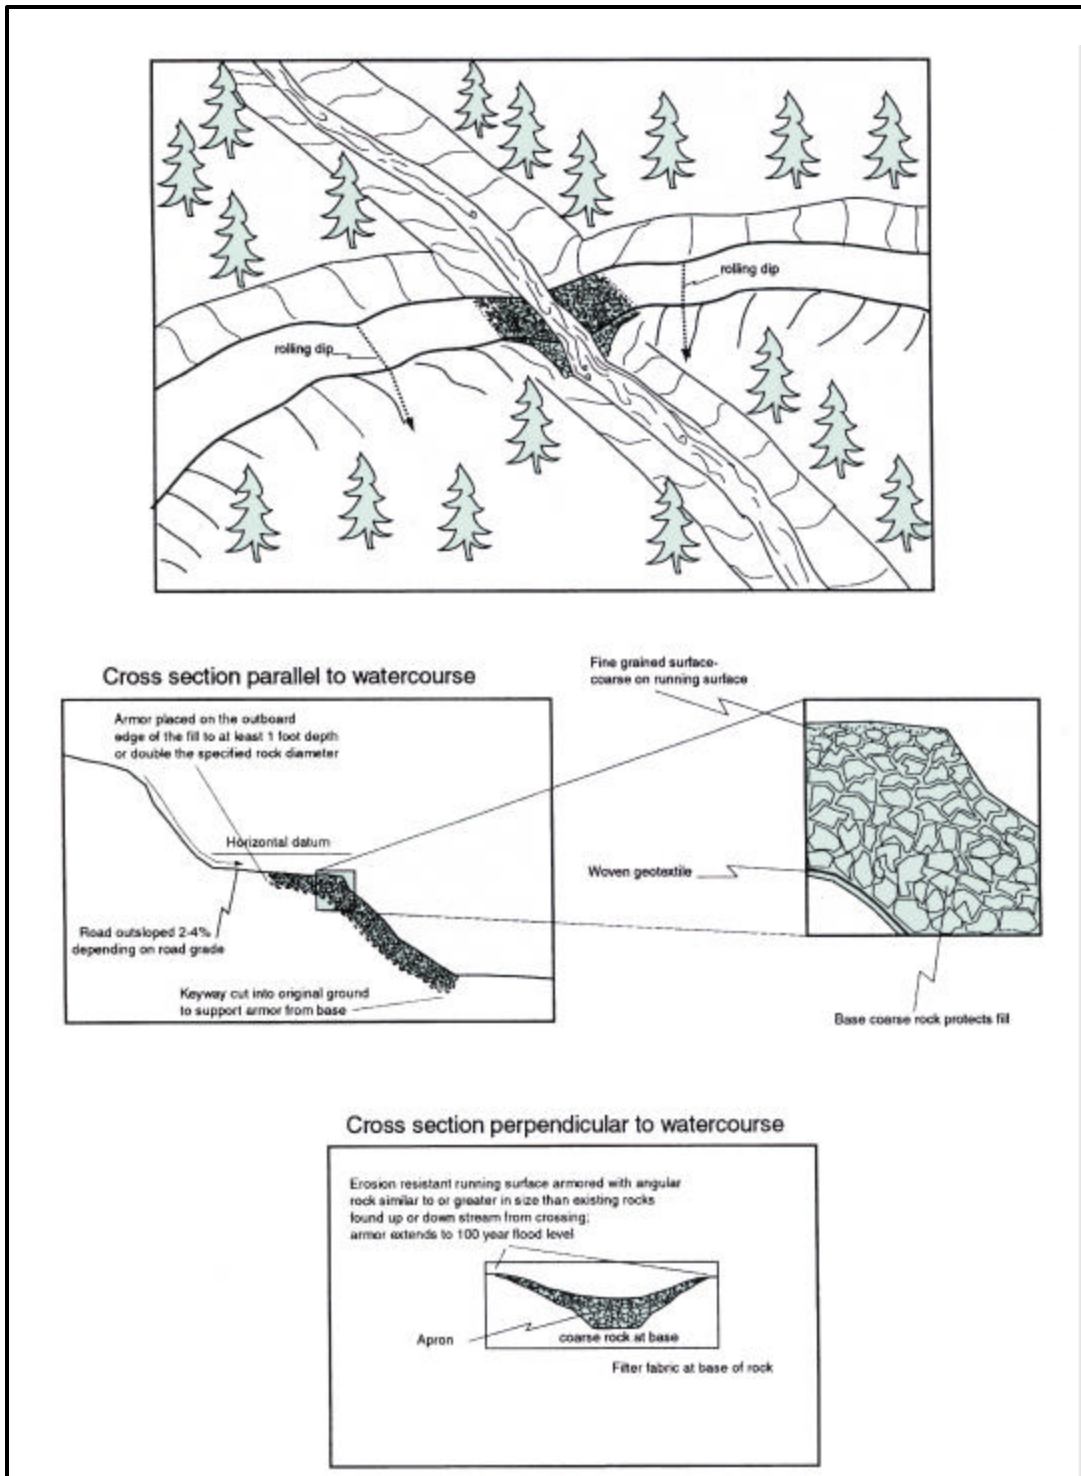 rolling dip
rolling dip
Cross section parallel to watercourse
Armor placed on the outboard
edge of the fill to at least 1 foot depth
or double the specified rock diameter
Horizontal datum
Road outsloped 2-4%
depending on road grade
Keyway cut into original ground
to support armor from base
Fine grained surface-
coarse on running surface
Woven geotextile
Base coarse rock protects fill
Cross section perpendicular to watercourse
Erosion resistant running surface armored with angular
rock similar to or greater in size than existing rocks
found up or down stream from crossing;
armor extends to 100 year flood level
Apron
coarse rock at base
Filter fabric at base of rock